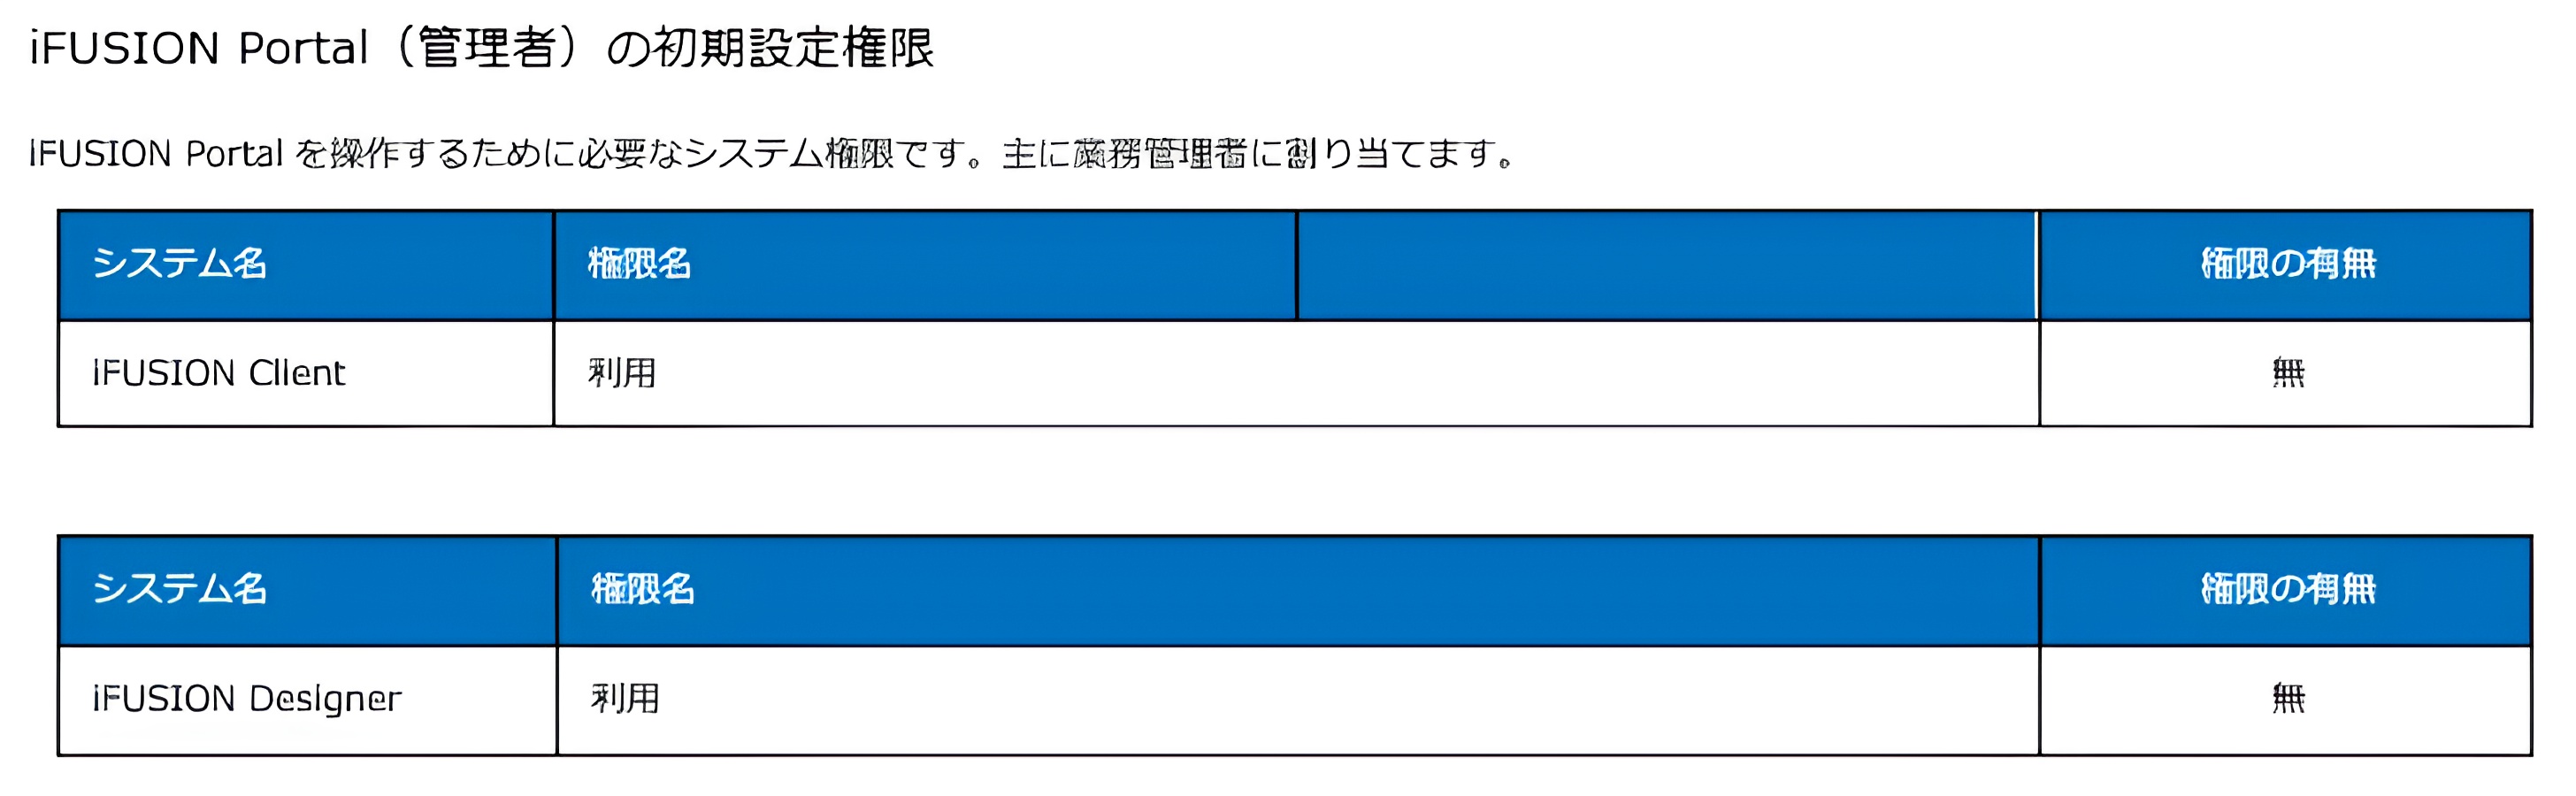 iFUSION Portal（管理者）の初期設定権限
iFUSION Portal を操作するために必要なシステム権限です。主に業務管理者に割り当てます。
システム名 権限名 権限の有無
iFUSION Client 利用 無
システム名 権限名 権限の有無
iFUSION Designer 利用 無